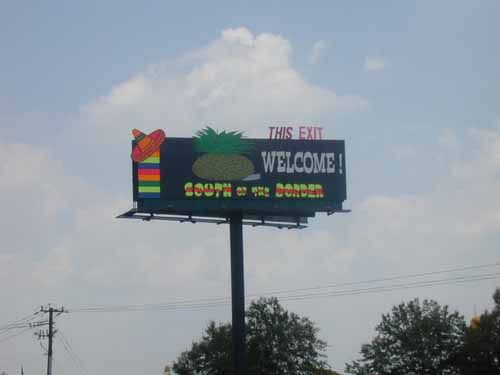 THIS EXIT
WELCOME!
SOUTH OF THE BORDER